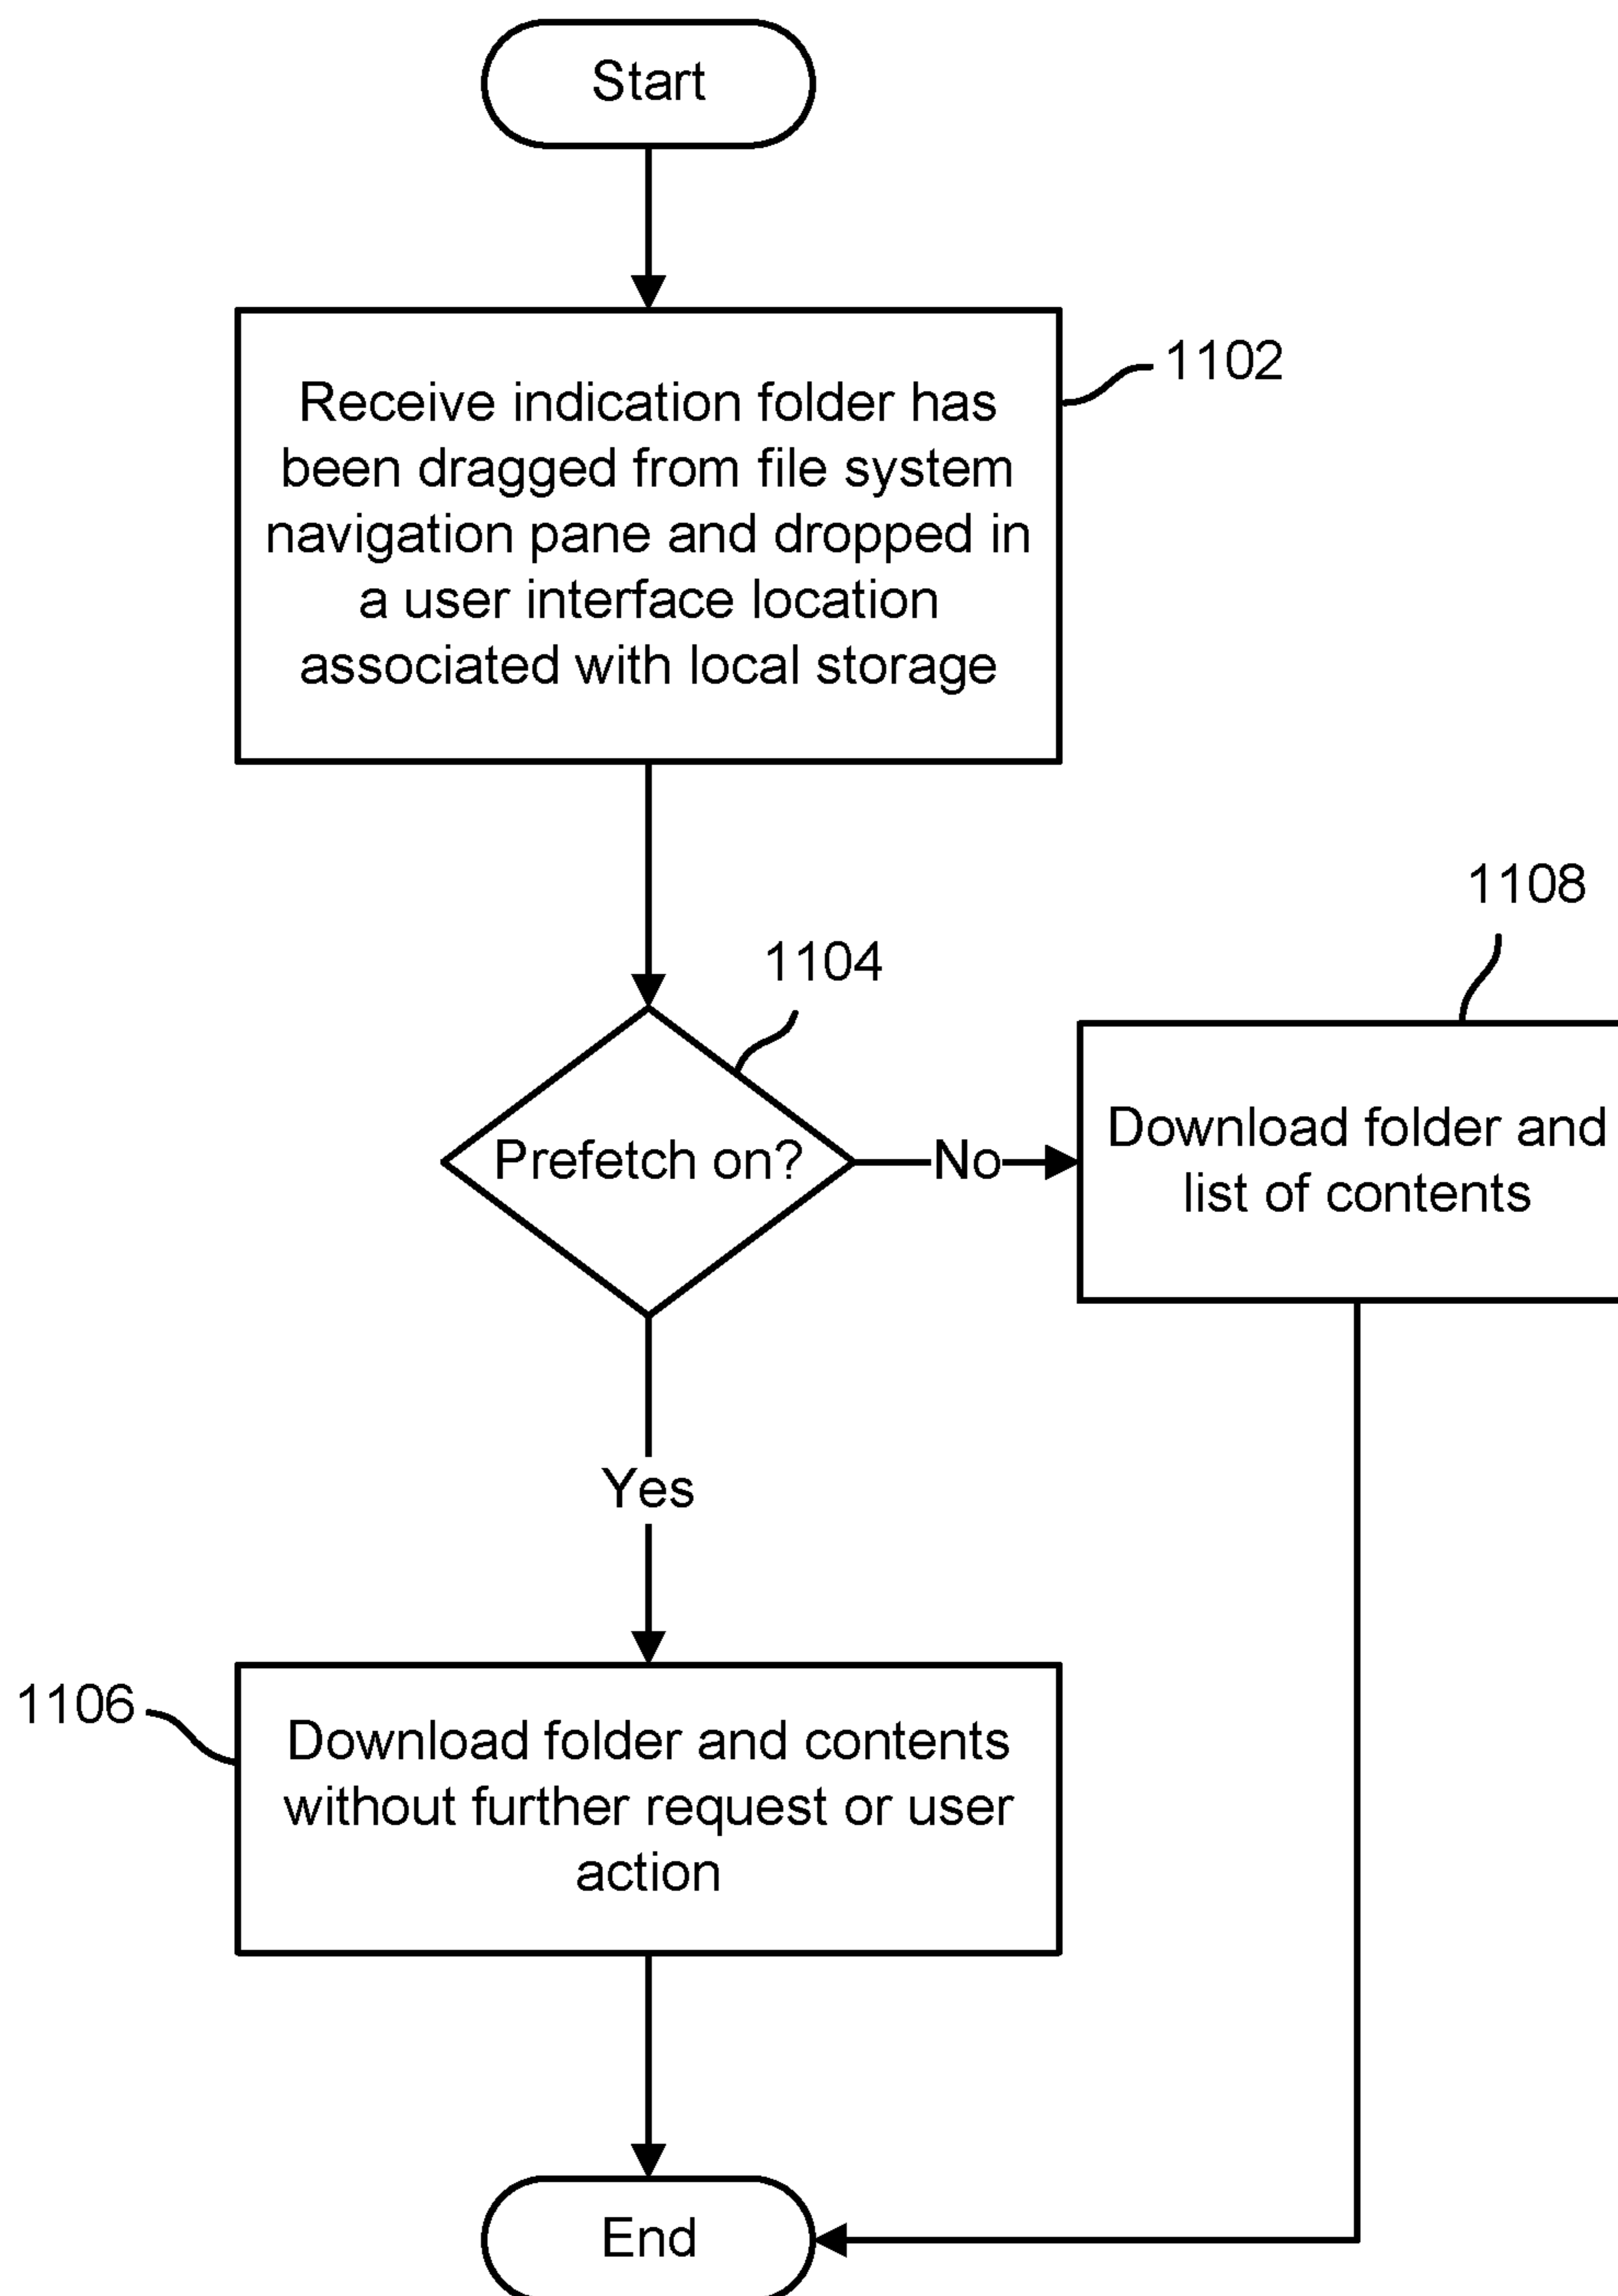 Start
Receive indication folder has
been dragged from file system
navigation pane and dropped in
a user interface location
associated with local storage
1102
1104
Prefetch on?
No
1108
Download folder and
list of contents
Yes
1106
Download folder and contents
without further request or user
action
End